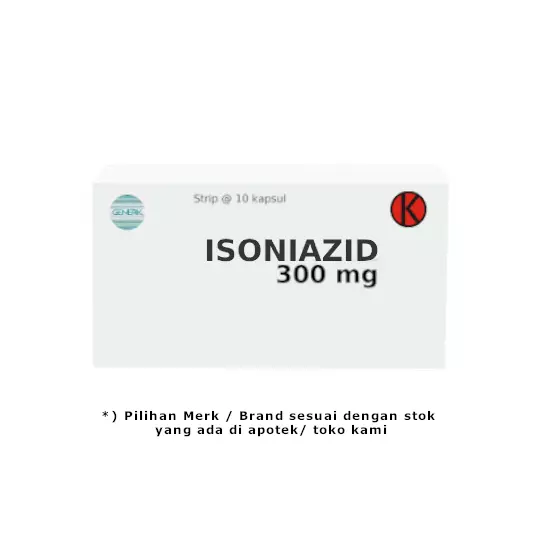 Strip @ 10 kapsul
GENERIK
K
ISONIAZID
300 mg
*) Pilihan Merk / Brand sesuai dengan stok
yang ada di apotek/ toko kami